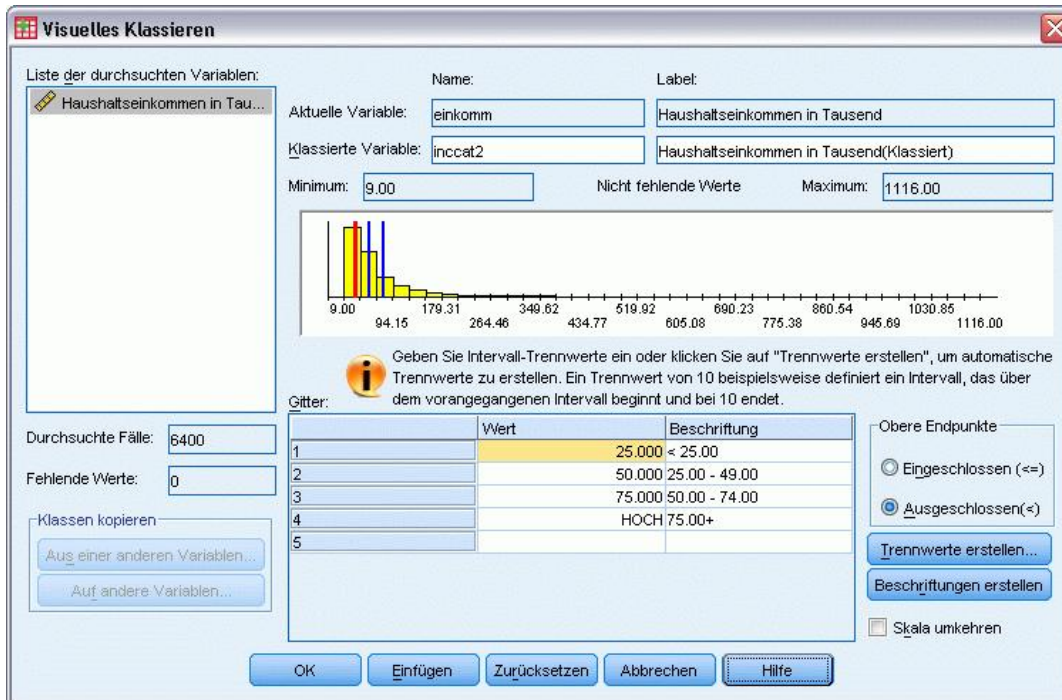 Visuelles Klassieren
Liste der durchsuchten Variablen:
Haushaltseinkommen in Tau...
Name:
Label:
Aktuelle Variable:
einkomm
Haushaltseinkommen in Tausend
Klassierte Variable:
inccat2
Haushaltseinkommen in Tausend(Klassiert)
Minimum:
9.00
Nicht fehlende Werte
Maximum:
1116.00
9.00 179.31 349.62 519.92 690.23 860.54 1030.85
94.15 264.46 434.77 605.08 775.38 945.69 1116.00
Geben Sie Intervall-Trennwerte ein oder klicken Sie auf "Trennwerte erstellen", um automatische
Trennwerte zu erstellen. Ein Trennwert von 10 beispielsweise definiert ein Intervall, das über
dem vorangegangenen Intervall beginnt und bei 10 endet.
Gitter:
Wert Beschriftung
1 25.000 < 25.00
2 50.000 25.00 - 49.00
3 75.000 50.00 - 74.00
4 HOCH 75.00+
5
Durchsuchte Fälle:
6400
Fehlende Werte:
0
Klassen kopieren
Aus einer anderen Variablen...
Auf andere Variablen...
Obere Endpunkte
Eingeschlossen (<=)
Ausgeschlossen(<)
Trennwerte erstellen...
Beschriftungen erstellen
Skala umkehren
OK
Einfügen
Zurücksetzen
Abbrechen
Hilfe